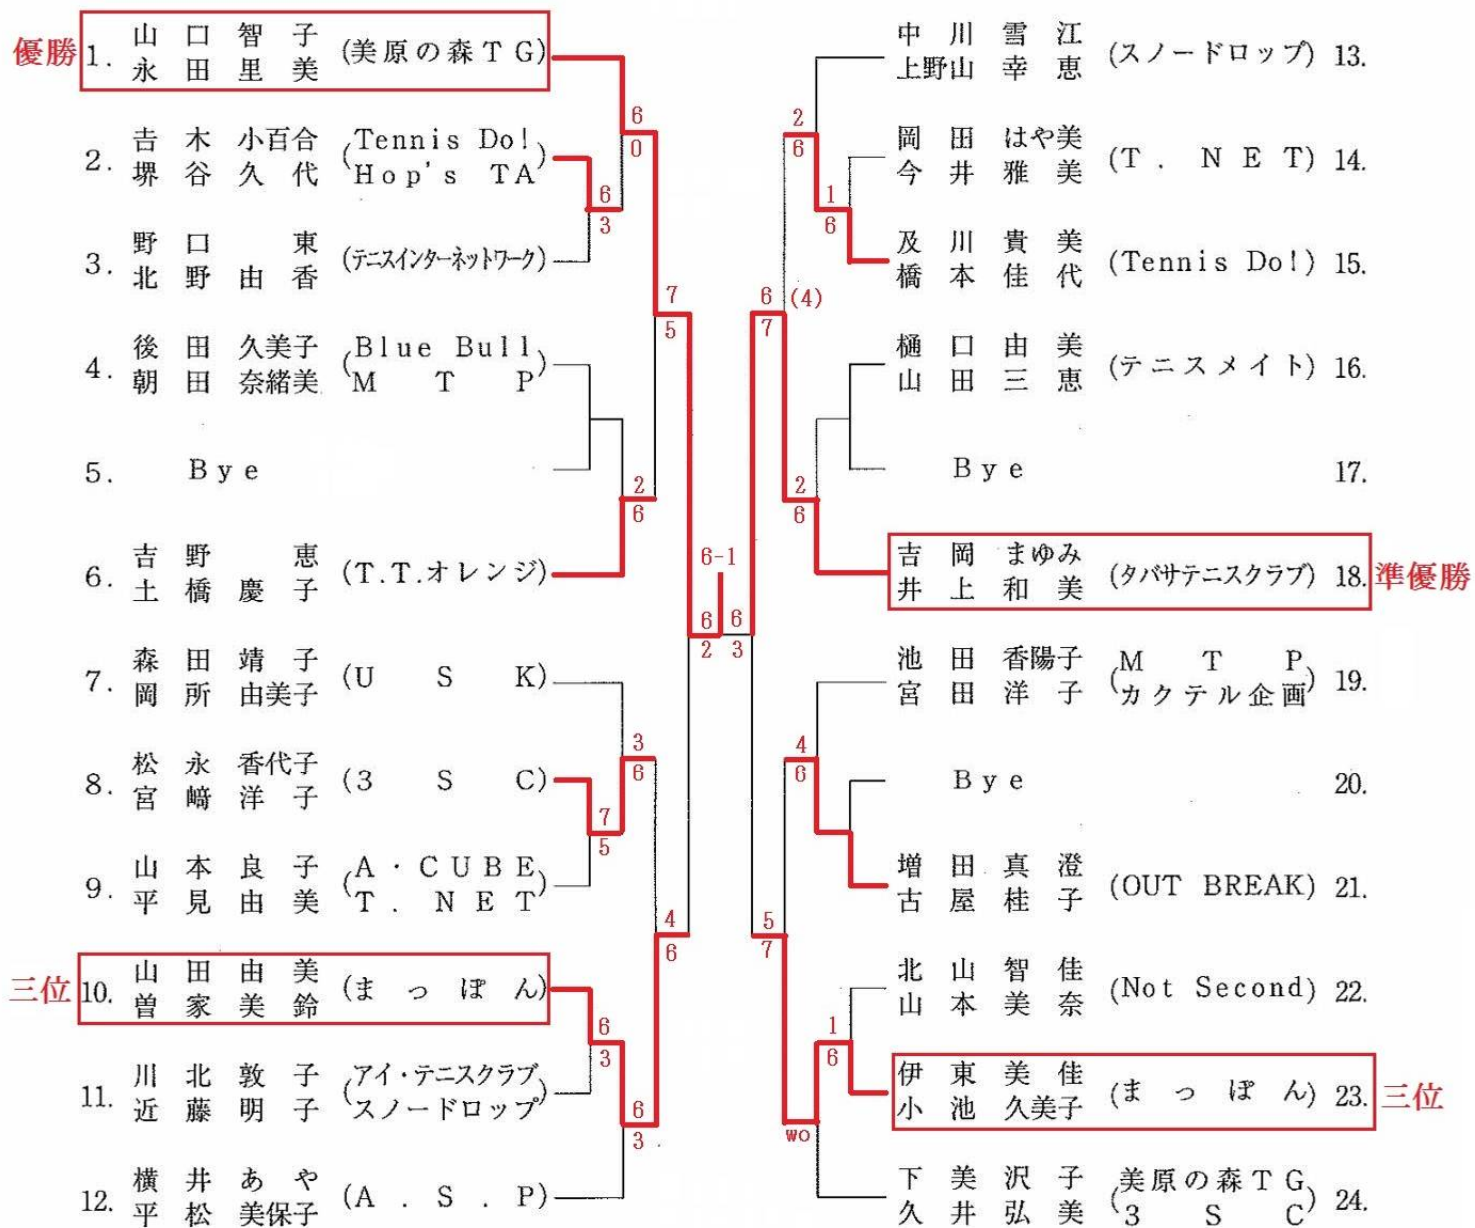 優勝 1. 山口智子 (美原の森TG)
永田里美
2. 吉木小百合 (Tennis Do!
堺谷久代 Hop's TA)
3. 野口東 (テニスインターネットワーク)
北野由香
4. 後田久美子 (Blue Bull
朝田奈緒美 MTP)
5. Bye
6. 吉野恵 (T.T.オレンジ)
土橋慶子
7. 森田靖子 (USK)
岡所由美子
8. 松永香代子 (3SC)
宮﨑洋子
9. 山本良子 (A・CUBE
平見由美 T.NET)
三位 10. 山田由美 (まっぽん)
曽家美鈴
11. 川北敦子 (アイ・テニスクラブ
近藤明子 スノードロップ)
12. 横井あや (A.S.P)
平松美保子
6
0
6
3
7
5
2
6
3
6
7
5
4
6
6
3
6
3
6-1
6
2
6
3
2
6
1
6
6 (4)
7
2
6
4
6
5
7
1
6
wo
中川雪江 (スノードロップ) 13.
上野山幸恵
岡田はや美 (T.NET) 14.
今井雅美
及川貴美 (Tennis Do!) 15.
橋本佳代
樋口由美 (テニスメイト) 16.
山田三恵
Bye 17.
吉岡まゆみ (タバサテニスクラブ) 18. 準優勝
井上和美
池田香陽子 (MTP
宮田洋子 カクテル企画) 19.
Bye 20.
増田真澄 (OUT BREAK) 21.
古屋桂子
北山智佳 (Not Second) 22.
山本美奈
伊東美佳 (まっぽん) 23. 三位
小池久美子
下美沢子 (美原の森TG
久井弘美 3SC) 24.